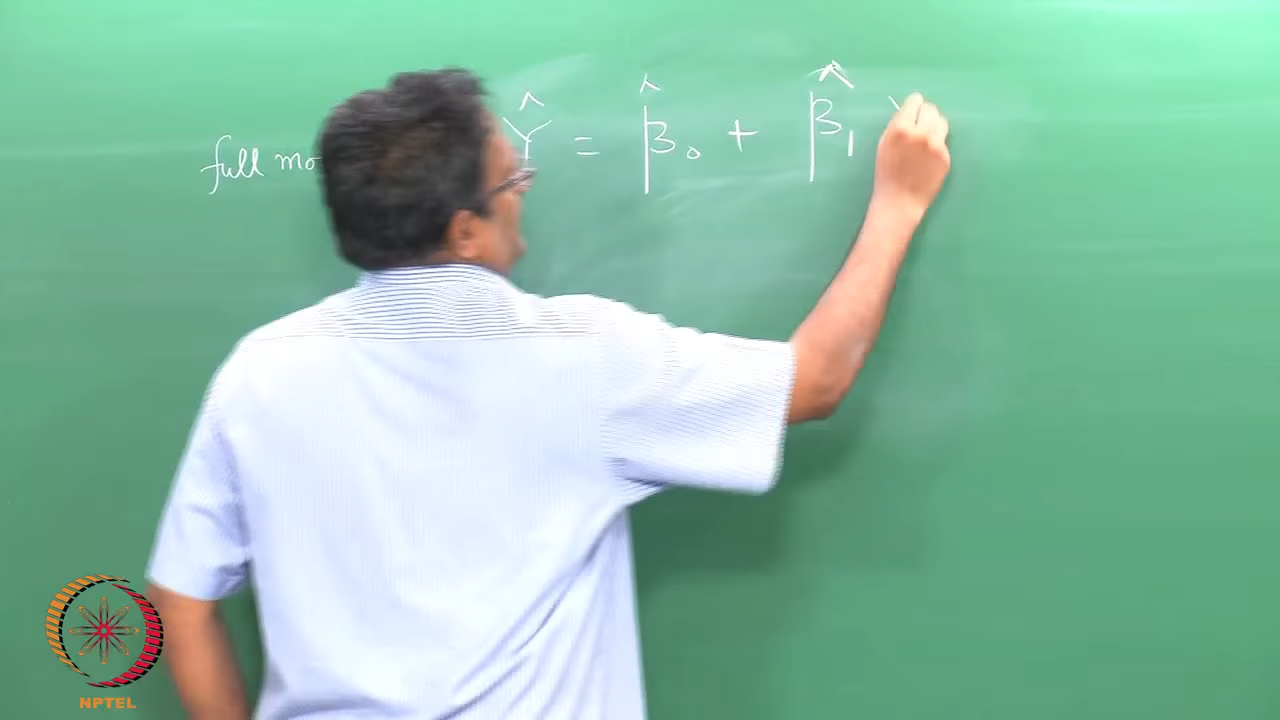 full mo Ŷ = β̂₀ + β̂₁
NPTEL